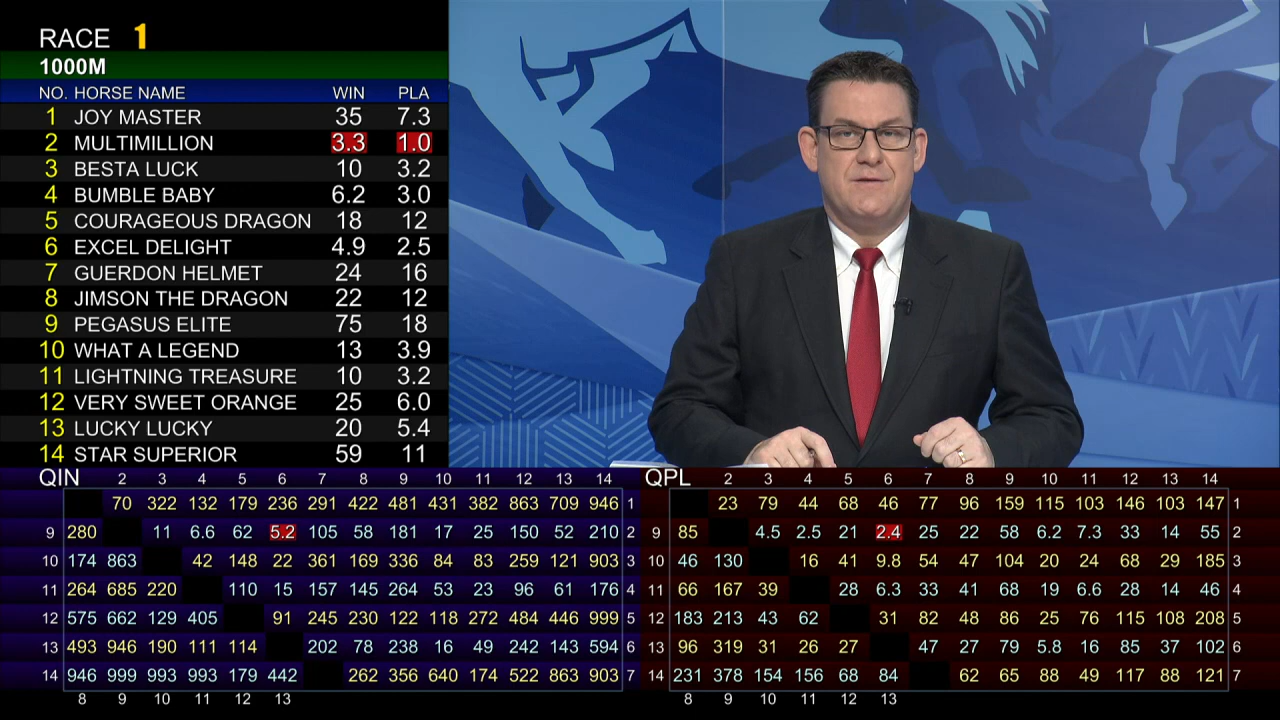 RACE 1
1000M
NO. HORSE NAME WIN PLA
1 JOY MASTER 35 7.3
2 MULTIMILLION 3.3 1.0
3 BESTA LUCK 10 3.2
4 BUMBLE BABY 6.2 3.0
5 COURAGEOUS DRAGON 18 12
6 EXCEL DELIGHT 4.9 2.5
7 GUERDON HELMET 24 16
8 JIMSON THE DRAGON 22 12
9 PEGASUS ELITE 75 18
10 WHAT A LEGEND 13 3.9
11 LIGHTNING TREASURE 10 3.2
12 VERY SWEET ORANGE 25 6.0
13 LUCKY LUCKY 20 5.4
14 STAR SUPERIOR 59 11
QIN 2 3 4 5 6 7 8 9 10 11 12 13 14
70 322 132 179 236 291 422 481 431 382 863 709 946 1
9 280 11 6.6 62 5.2 105 58 181 17 25 150 52 210 2
10 174 863 42 148 22 361 169 336 84 83 259 121 903 3
11 264 685 220 110 15 157 145 264 53 23 96 61 176 4
12 575 662 129 405 91 245 230 122 118 272 484 446 999 5
13 493 946 190 111 114 202 78 238 16 49 242 143 594 6
14 946 999 993 993 179 442 262 356 640 174 522 863 903 7
8 9 10 11 12 13
QPL 2 3 4 5 6 7 8 9 10 11 12 13 14
23 79 44 68 46 77 96 159 115 103 146 103 147 1
9 85 4.5 2.5 21 2.4 25 22 58 6.2 7.3 33 14 55 2
10 46 130 16 41 9.8 54 47 104 20 24 68 29 185 3
11 66 167 39 28 6.3 33 41 68 19 6.6 28 14 46 4
12 183 213 43 62 31 82 48 86 25 76 115 108 208 5
13 96 319 31 26 27 47 27 79 5.8 16 85 37 102 6
14 231 378 154 156 68 84 62 65 88 49 117 88 121 7
8 9 10 11 12 13